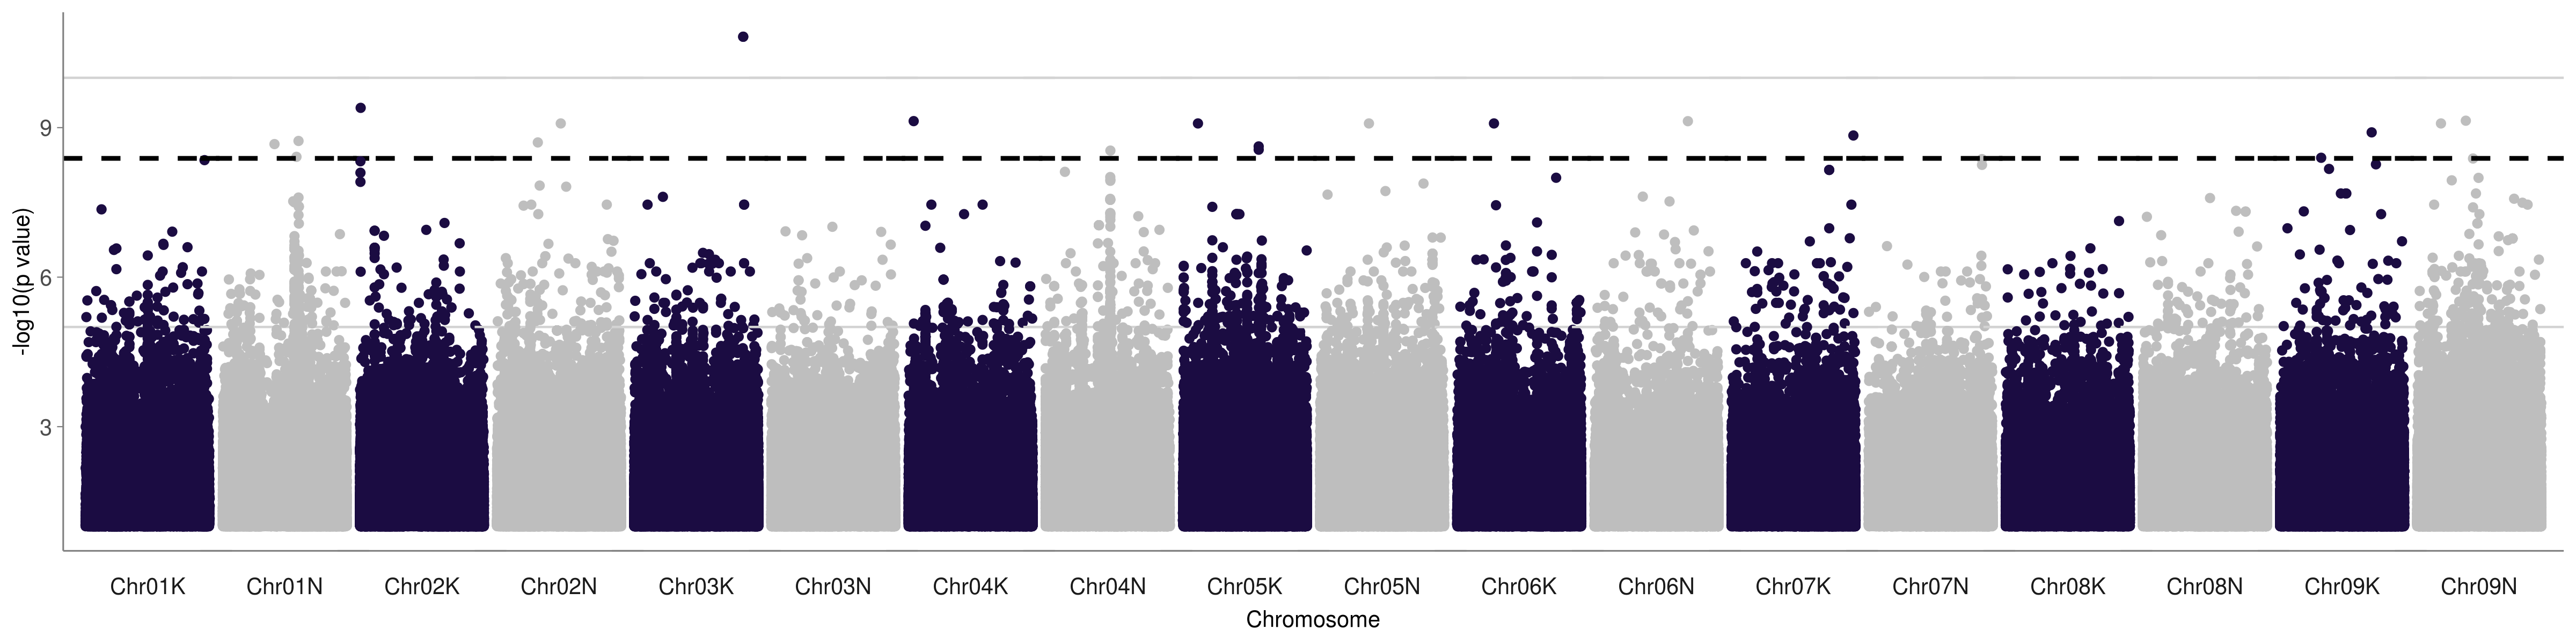 -log10(p value)
9
6
3
Chr01K Chr01N Chr02K Chr02N Chr03K Chr03N Chr04K Chr04N Chr05K Chr05N Chr06K Chr06N Chr07K Chr07N Chr08K Chr08N Chr09K Chr09N
Chromosome